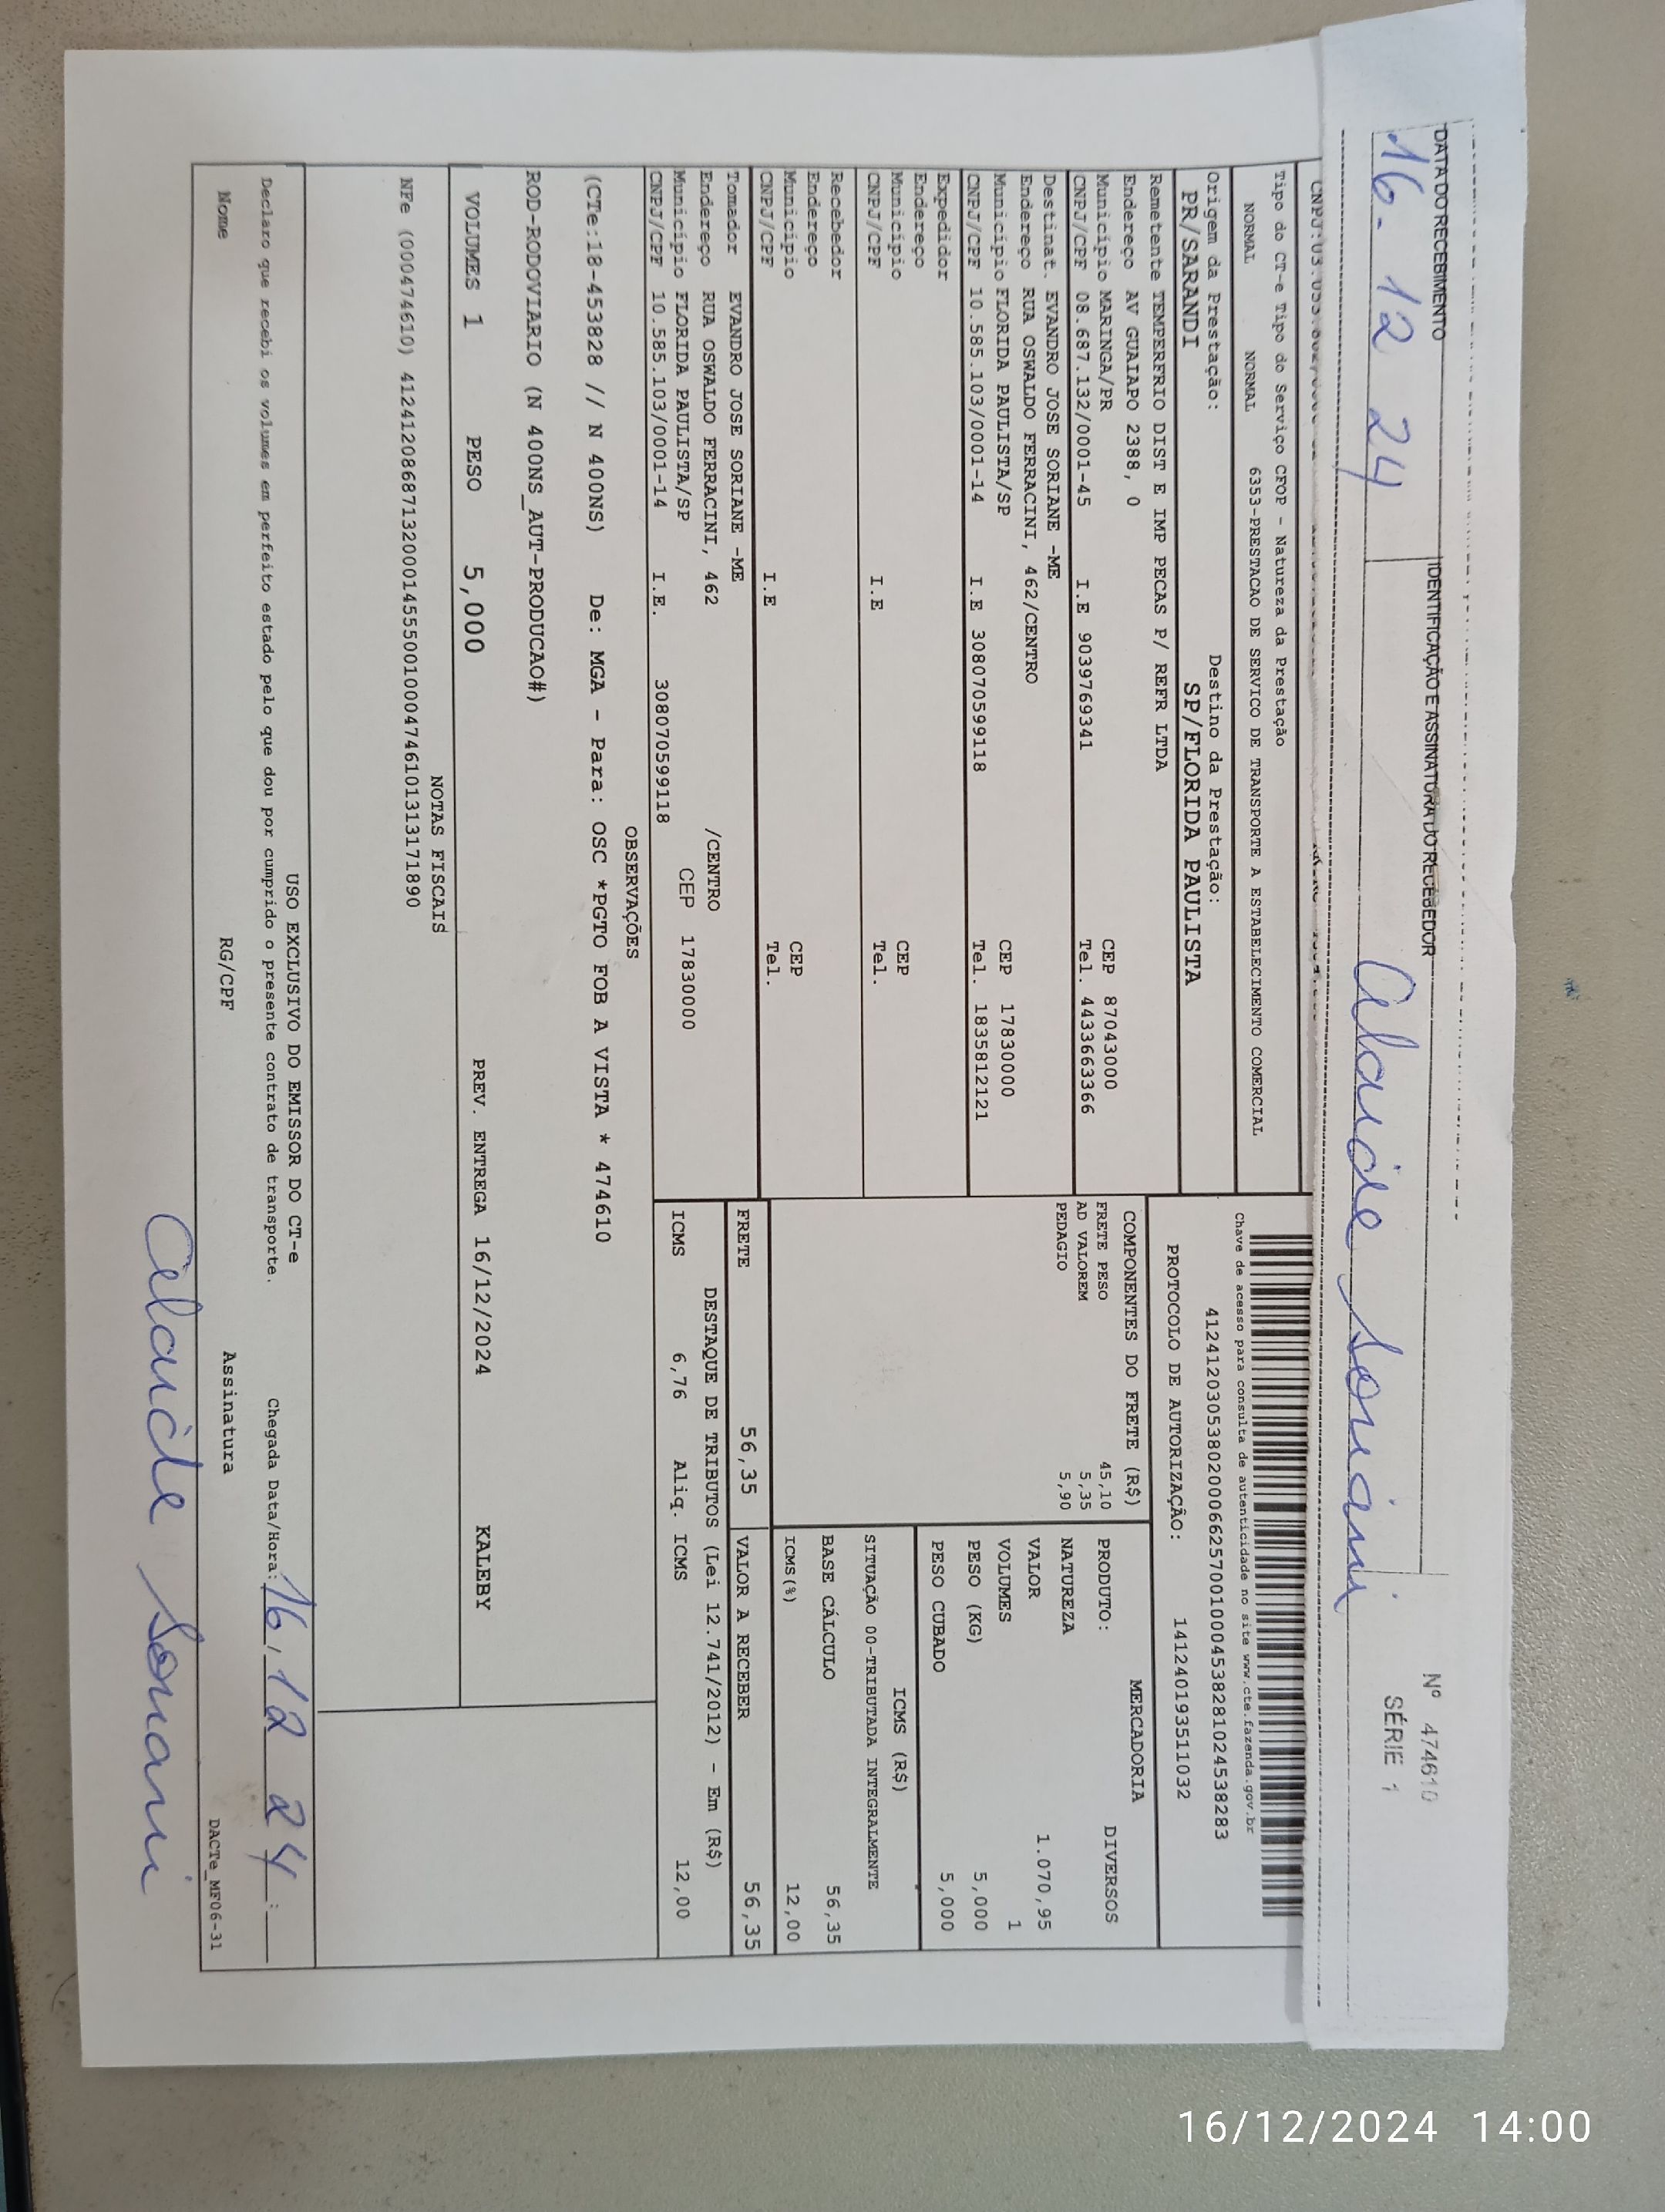 DATA DO RECEBIMENTO
IDENTIFICAÇÃO E ASSINATURA DO RECEBEDOR
Nº 474610
SÉRIE 1
16. 12 24
Claudie Soriani
Tipo do CT-e Tipo do Serviço CFOP - Natureza da Prestação
NORMAL NORMAL 6353-PRESTACAO DE SERVICO DE TRANSPORTE A ESTABELECIMENTO COMERCIAL
Chave de acesso para consulta de autenticidade no site www.cte.fazenda.gov.br
41241203053802000662570010004538281024538283
Origem da Prestação: Destino da Prestação:
PR/SARANDI SP/FLORIDA PAULISTA
PROTOCOLO DE AUTORIZAÇÃO: 141240193511032
Remetente TEMPERFRIO DIST E IMP PECAS P/ REFR LTDA
Endereço AV GUAIAPO 2388, 0
Município MARINGA/PR CEP 87043000
CNPJ/CPF 08.687.132/0001-45 I.E 9039769341 Tel. 4433663366
Destinat. EVANDRO JOSE SORIANE -ME
Endereço RUA OSWALDO FERRACINI, 462/CENTRO
Município FLORIDA PAULISTA/SP CEP 17830000
CNPJ/CPF 10.585.103/0001-14 I.E 308070599118 Tel. 1835812121
Expedidor
Endereço
Município CEP
CNPJ/CPF I.E Tel.
Recebedor
Endereço
Município CEP
CNPJ/CPF I.E Tel.
Tomador EVANDRO JOSE SORIANE -ME
Endereço RUA OSWALDO FERRACINI, 462 /CENTRO
Município FLORIDA PAULISTA/SP CEP 17830000
CNPJ/CPF 10.585.103/0001-14 I.E. 308070599118
COMPONENTES DO FRETE (R$)
FRETE PESO 45,10
AD VALOREM 5,35
PEDAGIO 5,90
MERCADORIA
PRODUTO: DIVERSOS
NATUREZA
VALOR 1.070,95
VOLUMES 1
PESO (KG) 5,000
PESO CUBADO 5,000
ICMS (R$)
SITUAÇÃO 00-TRIBUTADA INTEGRALMENTE
BASE CÁLCULO 56,35
ICMS(%) 12,00
FRETE 56,35 VALOR A RECEBER 56,35
DESTAQUE DE TRIBUTOS (Lei 12.741/2012) - Em (R$)
ICMS 6,76 Aliq. ICMS 12,00
OBSERVAÇÕES
(CTe:18-453828 // N 400NS) De: MGA - Para: OSC *PGTO FOB A VISTA * 474610
ROD-RODOVIARIO (N 400NS_AUT-PRODUCAO#)
VOLUMES 1 PESO 5,000 PREV. ENTREGA 16/12/2024 KALEBY
NOTAS FISCAIS
NFe (000474610) 41241208687132000145550010004746101313171890
USO EXCLUSIVO DO EMISSOR DO CT-e
Declaro que recebi os volumes em perfeito estado pelo que dou por cumprido o presente contrato de transporte. Chegada Data/Hora: 16,12 24 :
Nome RG/CPF Assinatura DACTe_MF06-31
Claudie Soriani
16/12/2024 14:00